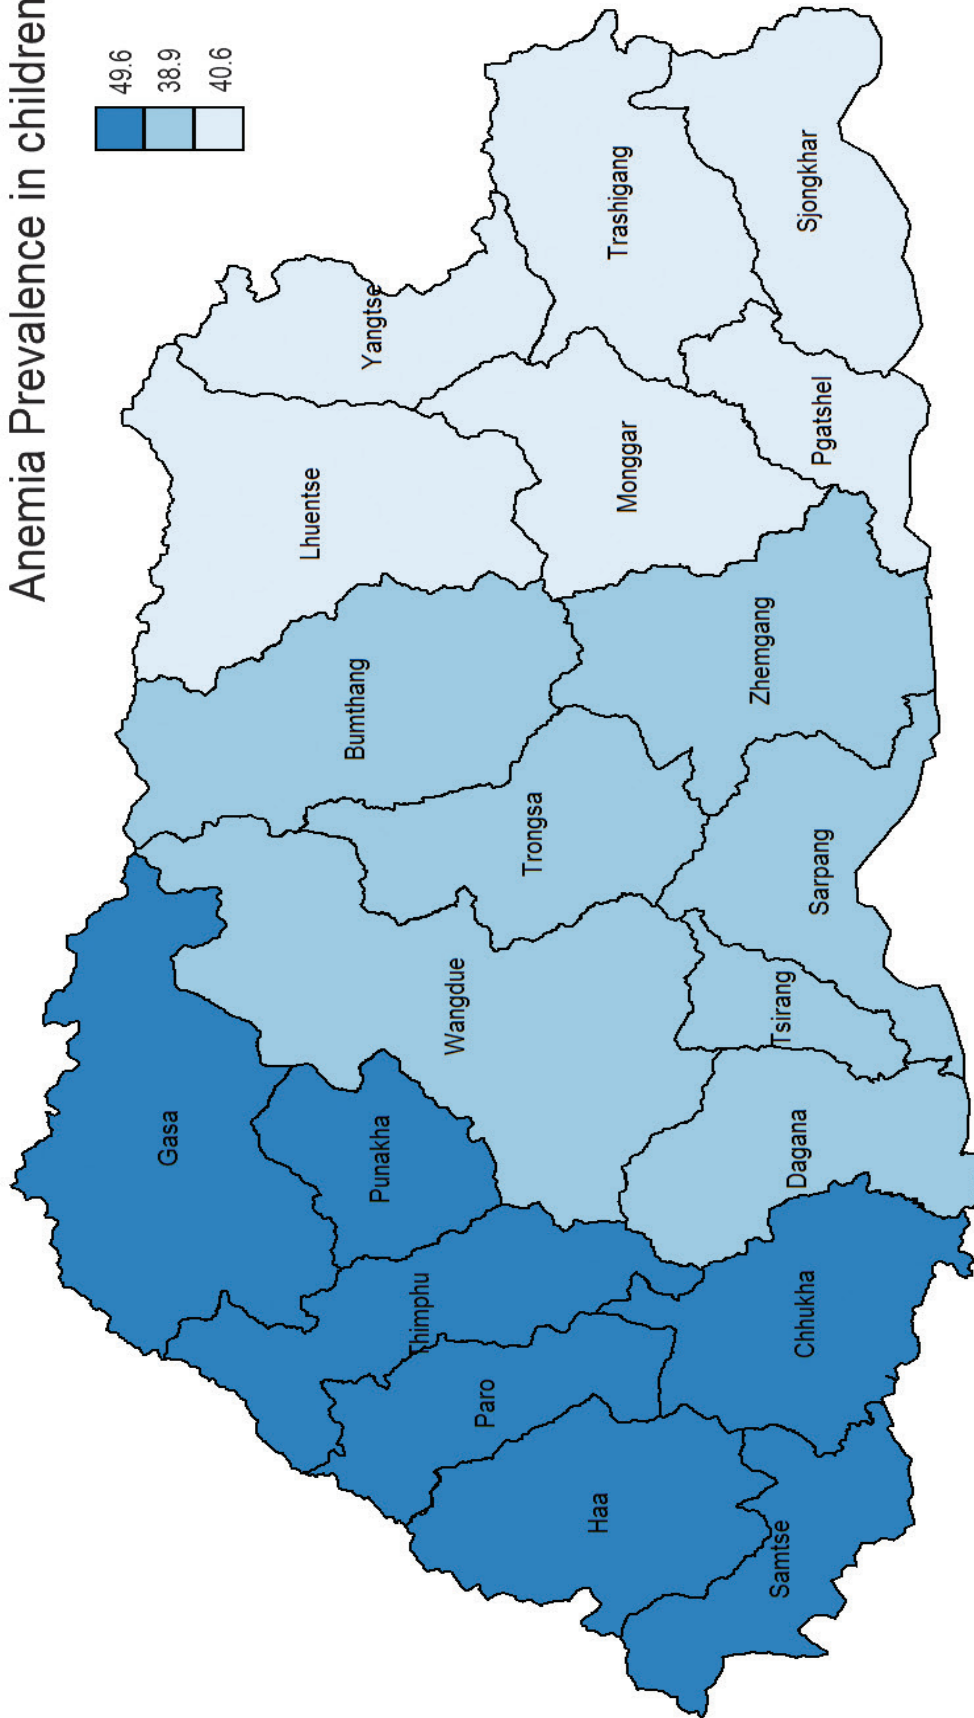 Anemia Prevalence in children
49.6
38.9
40.6
Gasa
Punakha
Thimphu
Paro
Haa
Samtse
Chhukha
Dagana
Tsirang
Wangdue
Sarpang
Trongsa
Bumthang
Zhemgang
Lhuentse
Monggar
Yangtse
Pgatshel
Trashigang
Sjongkhar